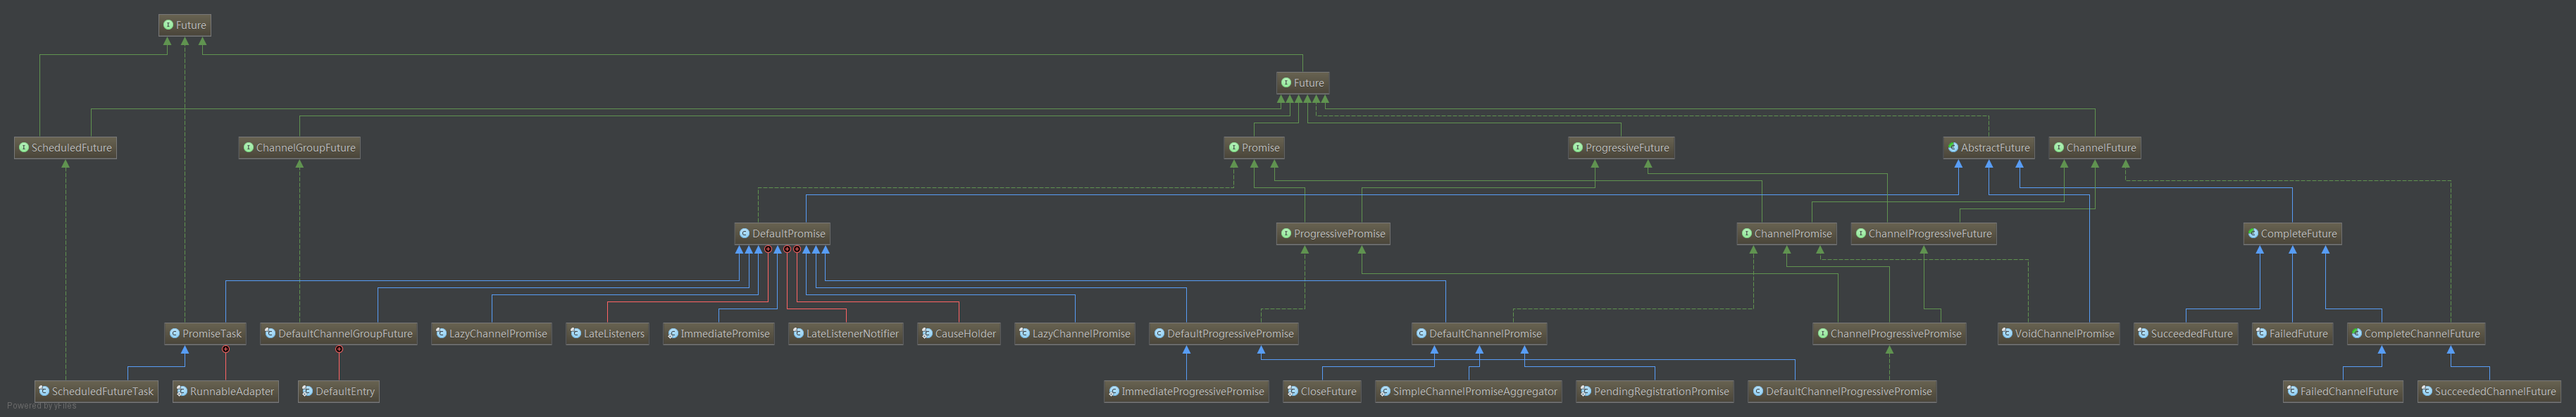 Future
Future
ScheduledFuture
ChannelGroupFuture
Promise
ProgressiveFuture
AbstractFuture
ChannelFuture
DefaultPromise
ProgressivePromise
ChannelPromise
ChannelProgressiveFuture
CompleteFuture
PromiseTask
DefaultChannelGroupFuture
LazyChannelPromise
LateListeners
ImmediatePromise
LateListenerNotifier
CauseHolder
LazyChannelPromise
DefaultProgressivePromise
DefaultChannelPromise
ChannelProgressivePromise
VoidChannelPromise
SucceededFuture
FailedFuture
CompleteChannelFuture
ScheduledFutureTask
RunnableAdapter
DefaultEntry
ImmediateProgressivePromise
CloseFuture
SimpleChannelPromiseAggregator
PendingRegistrationPromise
DefaultChannelProgressivePromise
FailedChannelFuture
SucceededChannelFuture
Powered by yFiles